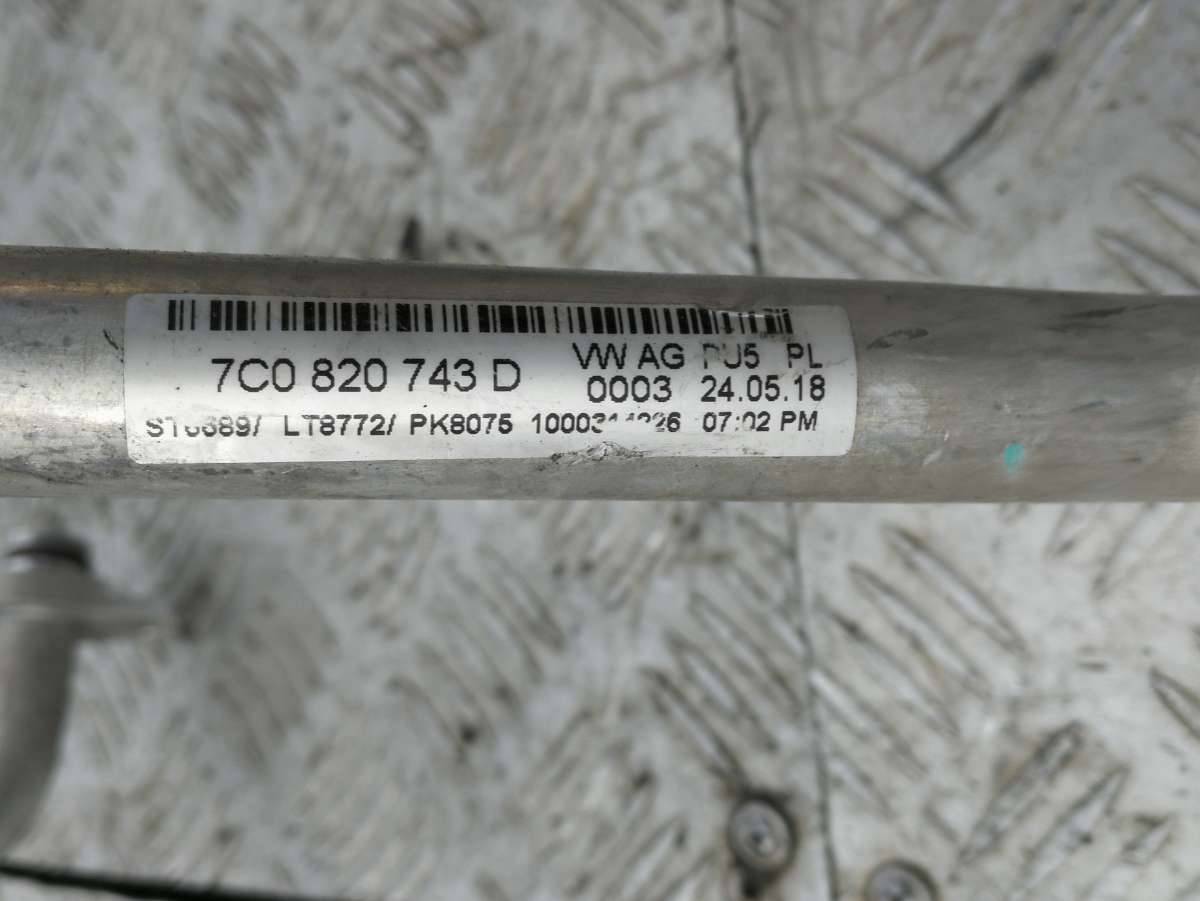 7C0 820 743 D
VW AG PL
0003 24.05.18
LT8772/ PK8075 07:02 PM